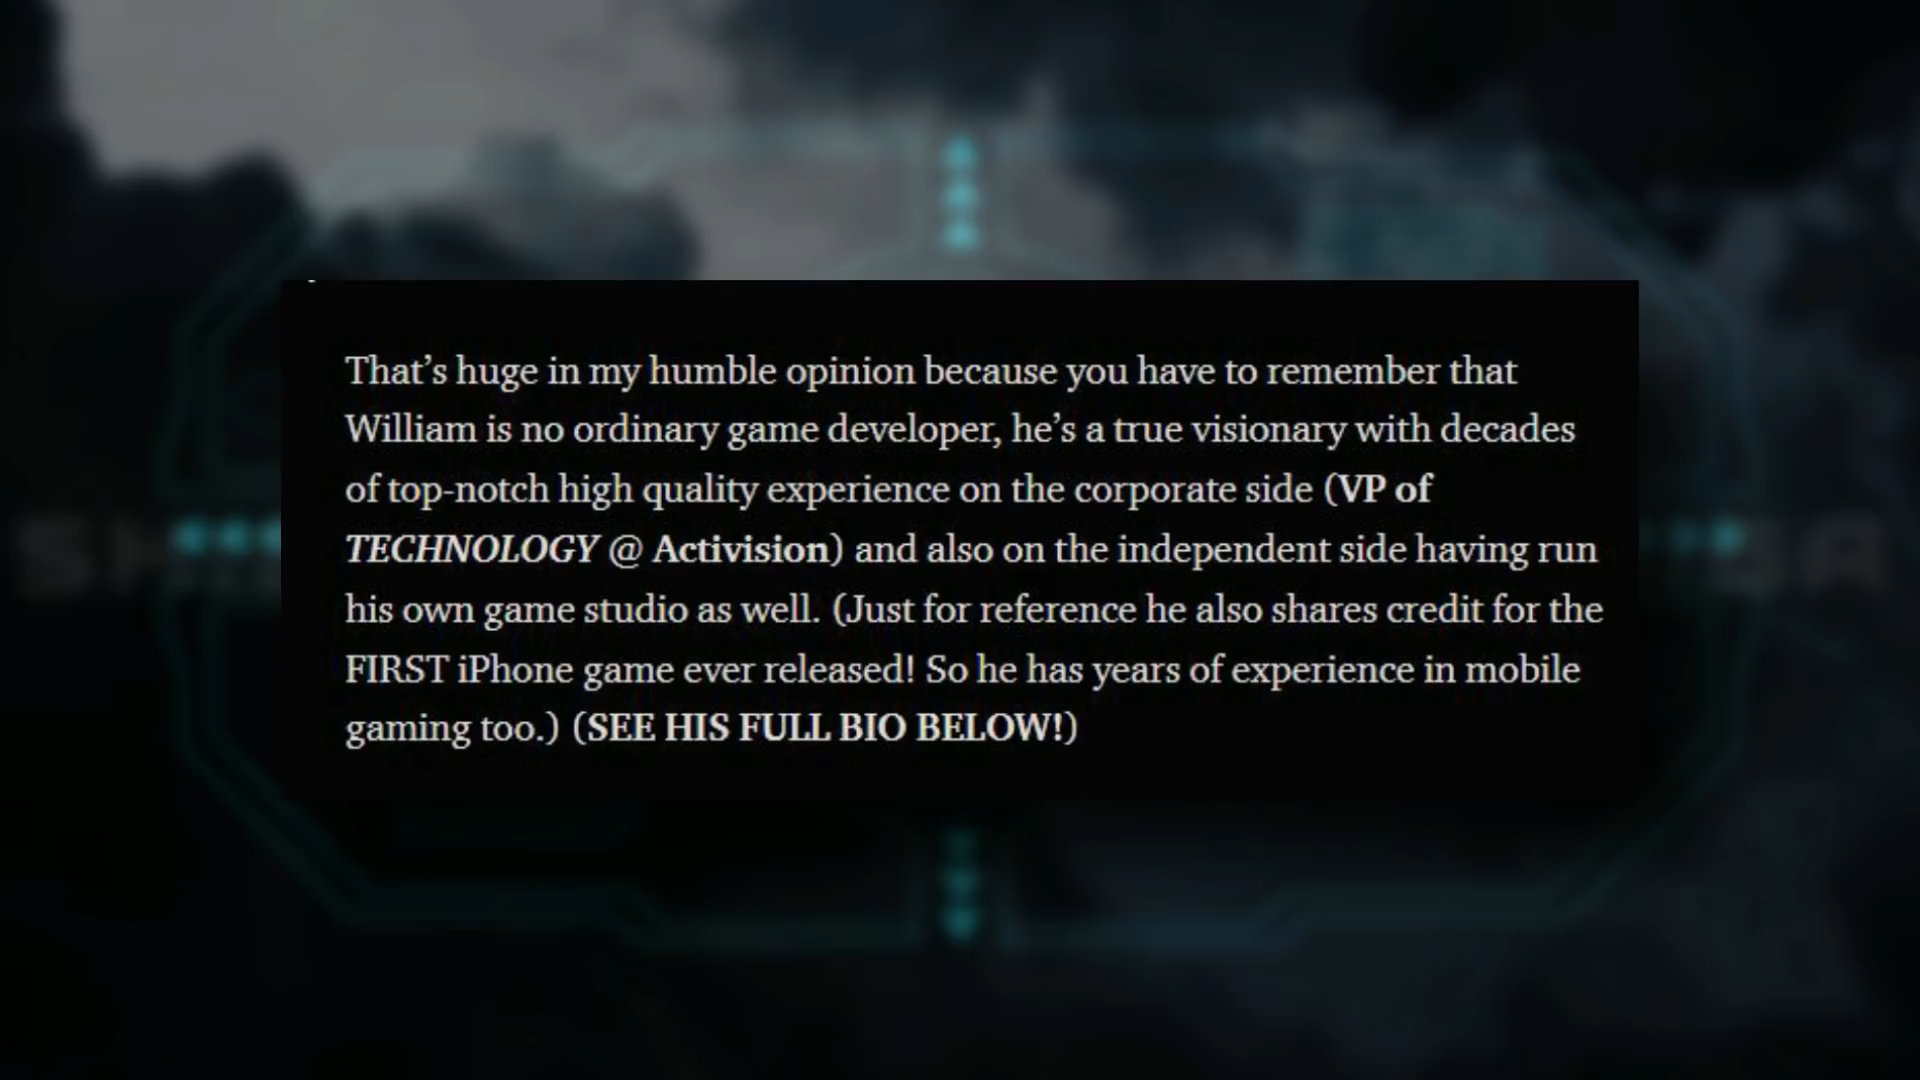 That’s huge in my humble opinion because you have to remember that
William is no ordinary game developer, he’s a true visionary with decades
of top-notch high quality experience on the corporate side (VP of
TECHNOLOGY @ Activision) and also on the independent side having run
his own game studio as well. (Just for reference he also shares credit for the
FIRST iPhone game ever released! So he has years of experience in mobile
gaming too.) (SEE HIS FULL BIO BELOW!)